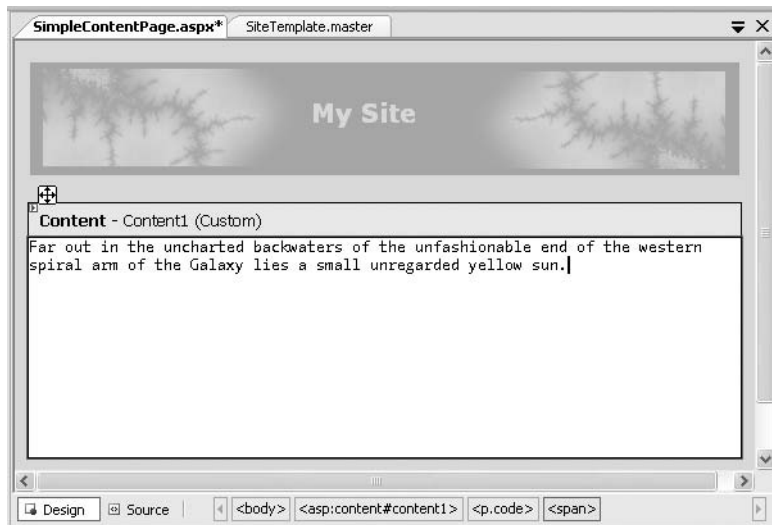 SimpleContentPage.aspx* SiteTemplate.master
My Site
Content - Content1 (Custom)
Far out in the uncharted backwaters of the unfashionable end of the western
spiral arm of the Galaxy lies a small unregarded yellow sun.
Design Source <body> <asp:content#content1> <p.code> <span>